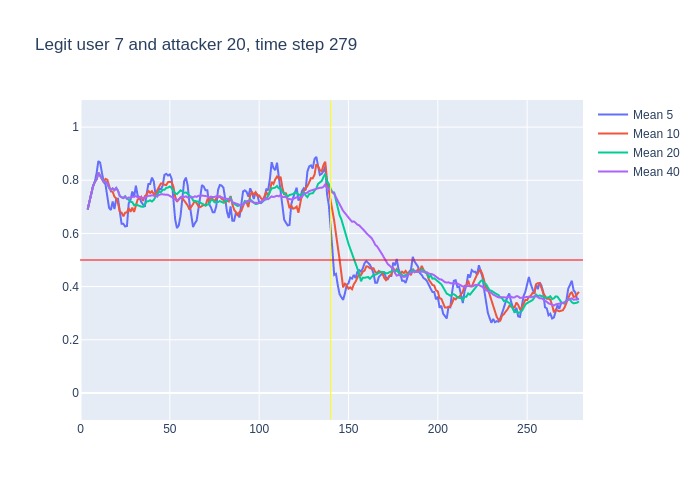 Legit user 7 and attacker 20, time step 279
Mean 5
Mean 10
Mean 20
Mean 40
1
0.8
0.6
0.4
0.2
0
0 50 100 150 200 250